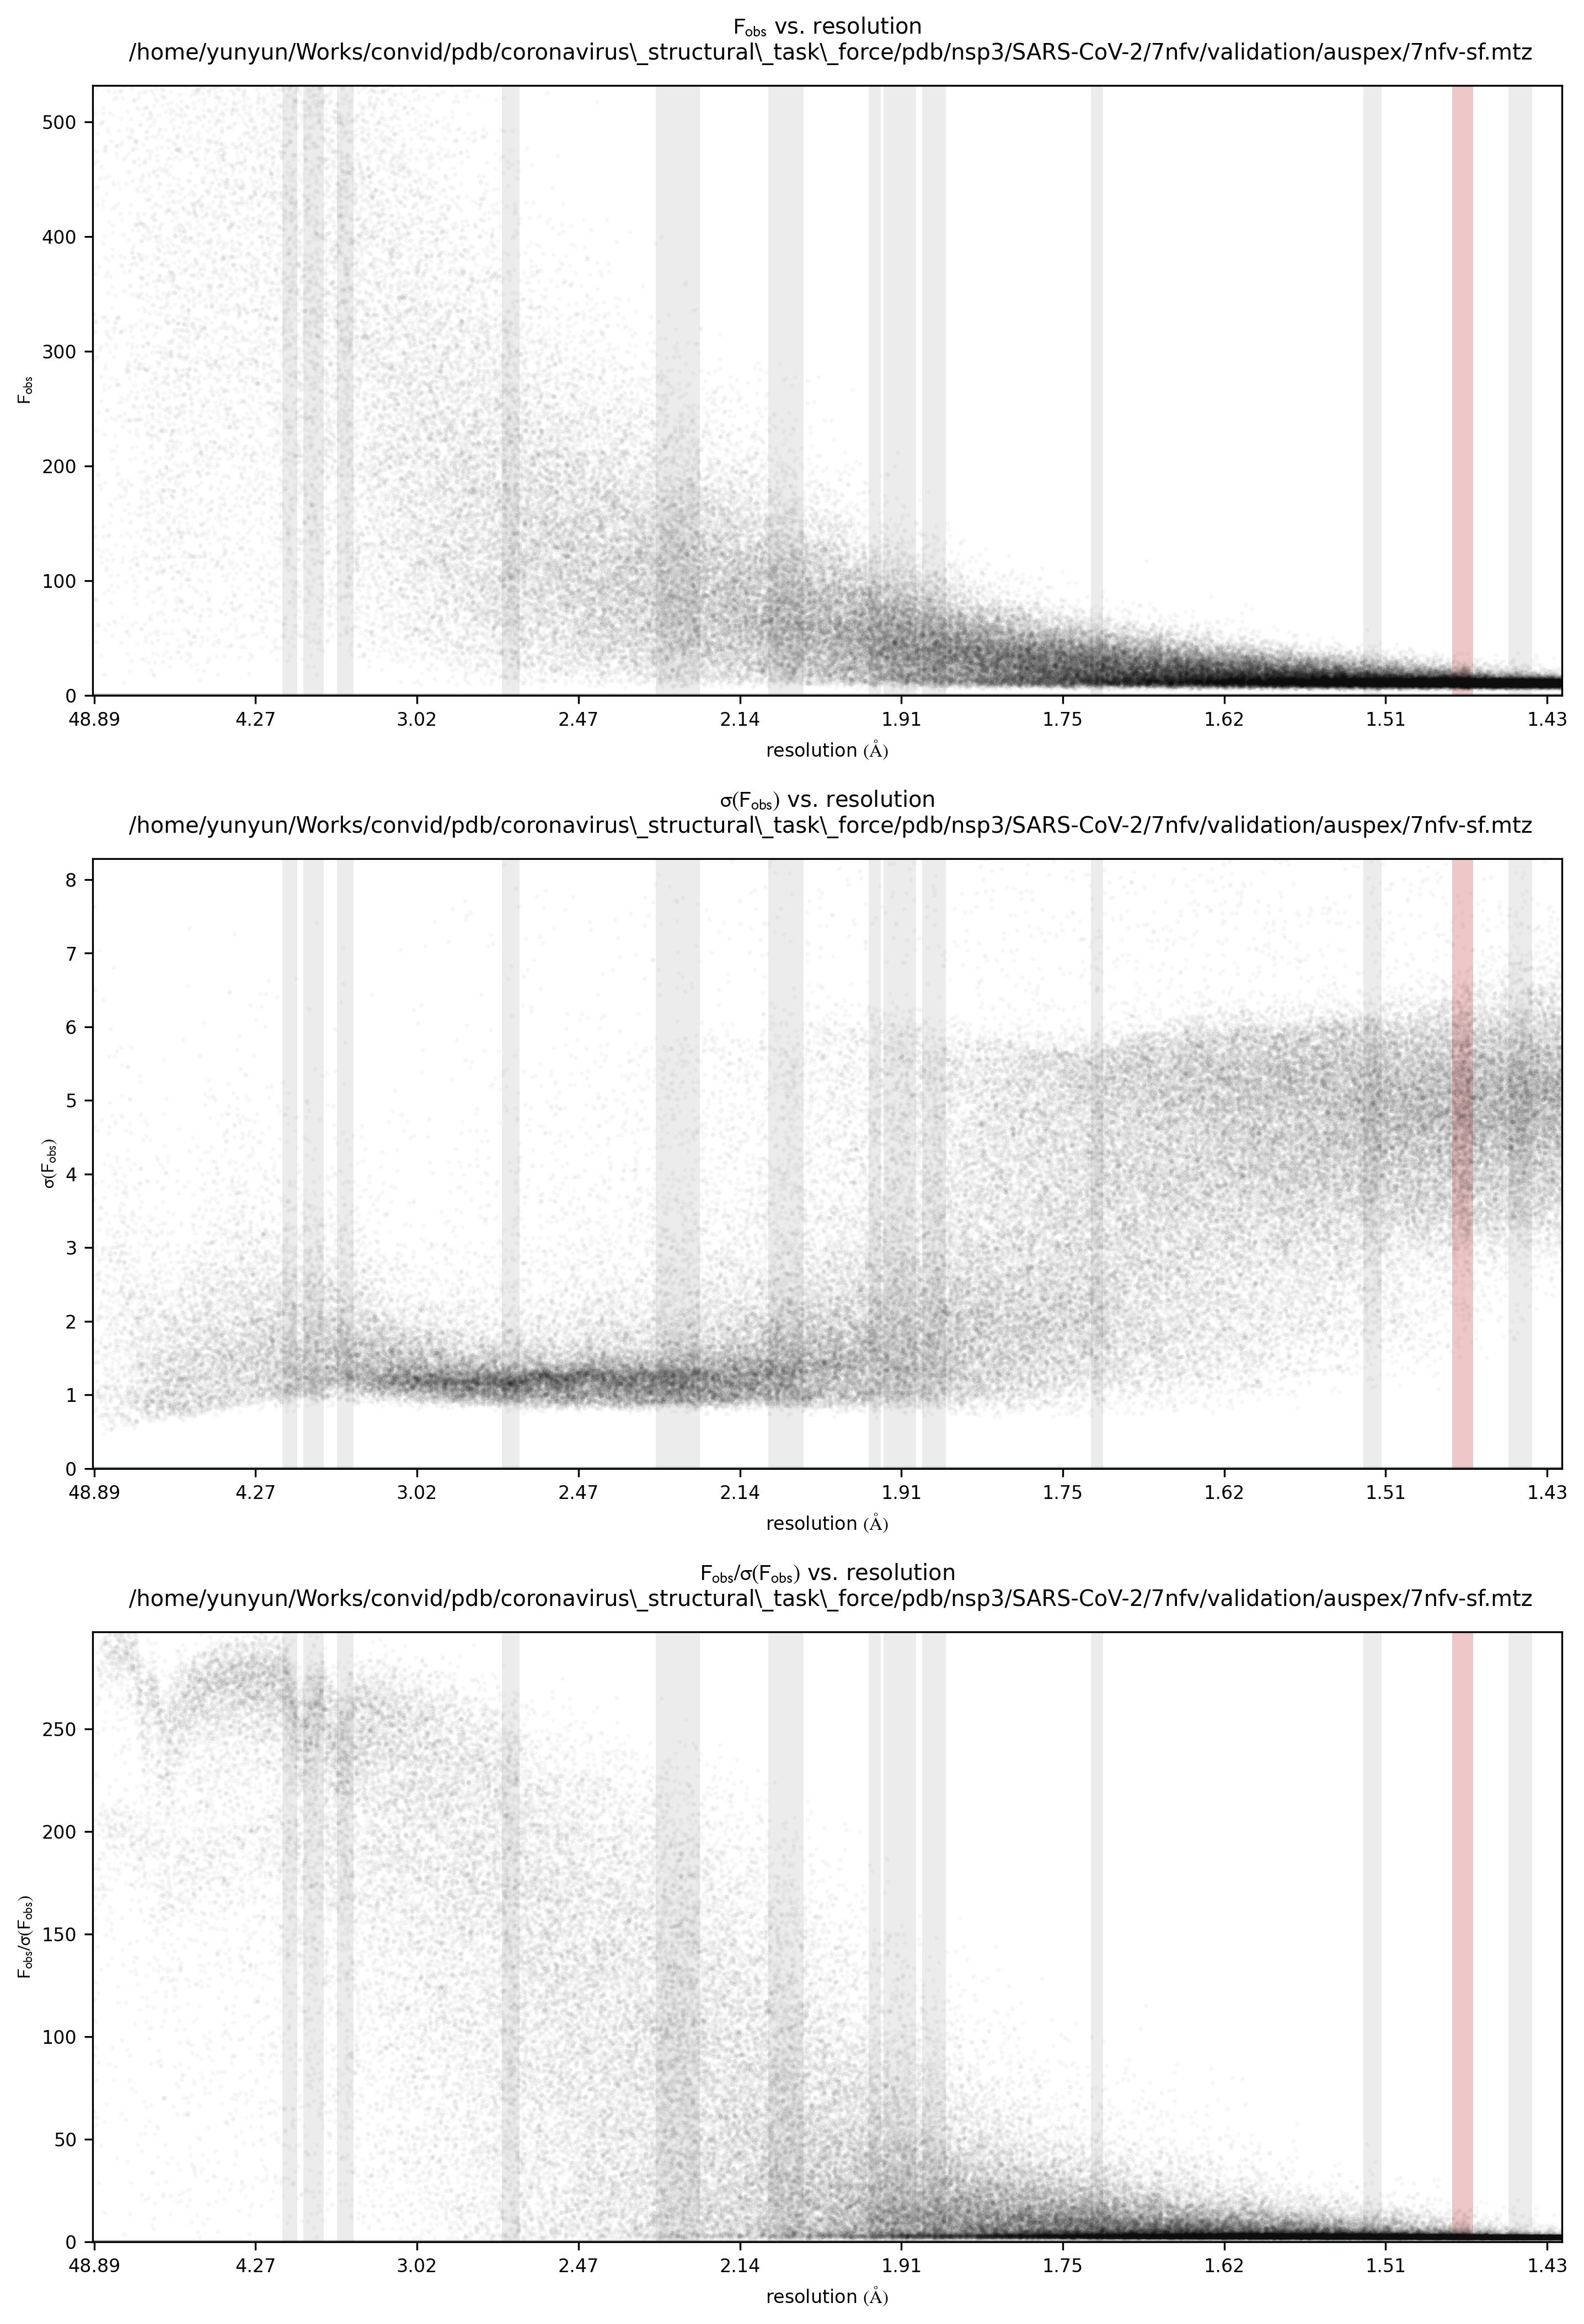 Fobs vs. resolution
/home/yunyun/Works/convid/pdb/coronavirus\_structural\_task\_force/pdb/nsp3/SARS-CoV-2/7nfv/validation/auspex/7nfv-sf.mtz
500
400
300
200
100
0
Fobs
48.89 4.27 3.02 2.47 2.14 1.91 1.75 1.62 1.51 1.43
resolution (Å)
σ(Fobs) vs. resolution
/home/yunyun/Works/convid/pdb/coronavirus\_structural\_task\_force/pdb/nsp3/SARS-CoV-2/7nfv/validation/auspex/7nfv-sf.mtz
8
7
6
5
4
3
2
1
0
σ(Fobs)
48.89 4.27 3.02 2.47 2.14 1.91 1.75 1.62 1.51 1.43
resolution (Å)
Fobs/σ(Fobs) vs. resolution
/home/yunyun/Works/convid/pdb/coronavirus\_structural\_task\_force/pdb/nsp3/SARS-CoV-2/7nfv/validation/auspex/7nfv-sf.mtz
250
200
150
100
50
0
Fobs/σ(Fobs)
48.89 4.27 3.02 2.47 2.14 1.91 1.75 1.62 1.51 1.43
resolution (Å)